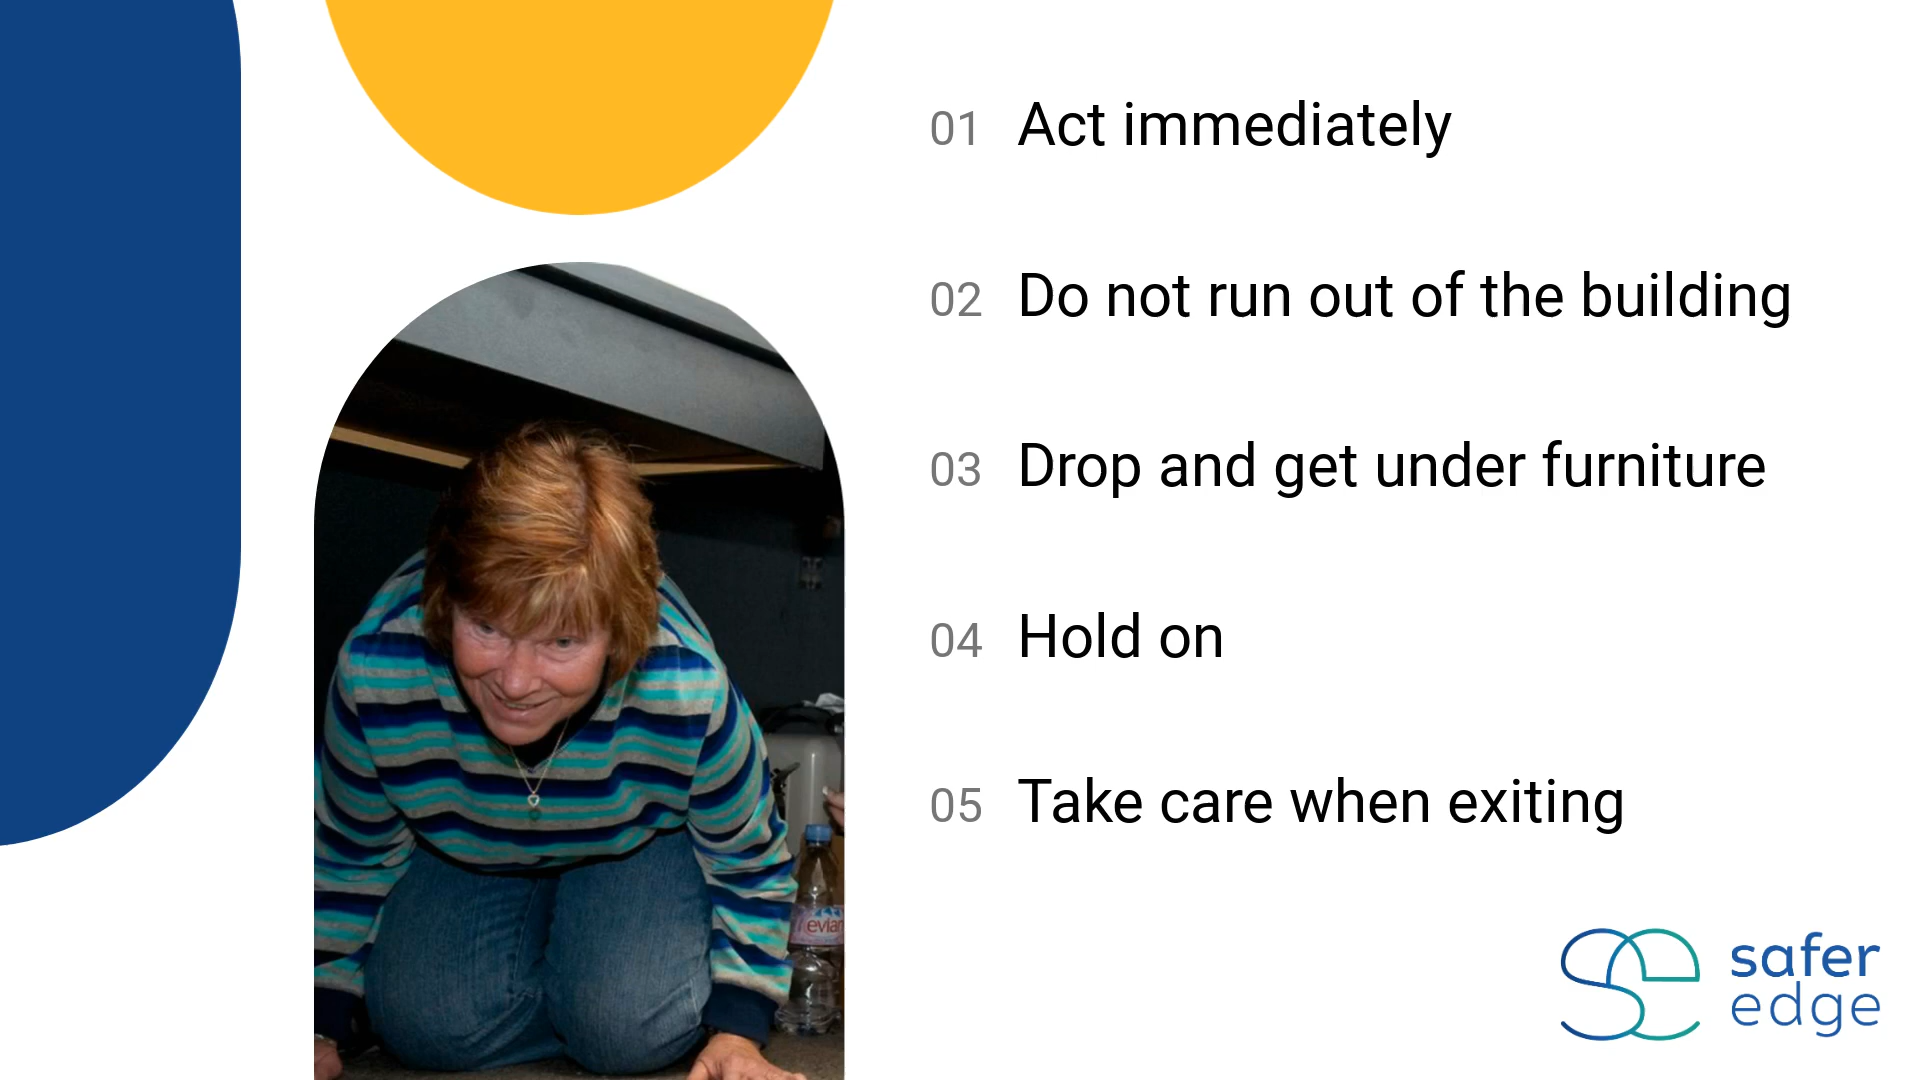 01 Act immediately
02 Do not run out of the building
03 Drop and get under furniture
04 Hold on
05 Take care when exiting
evian
safer
edge